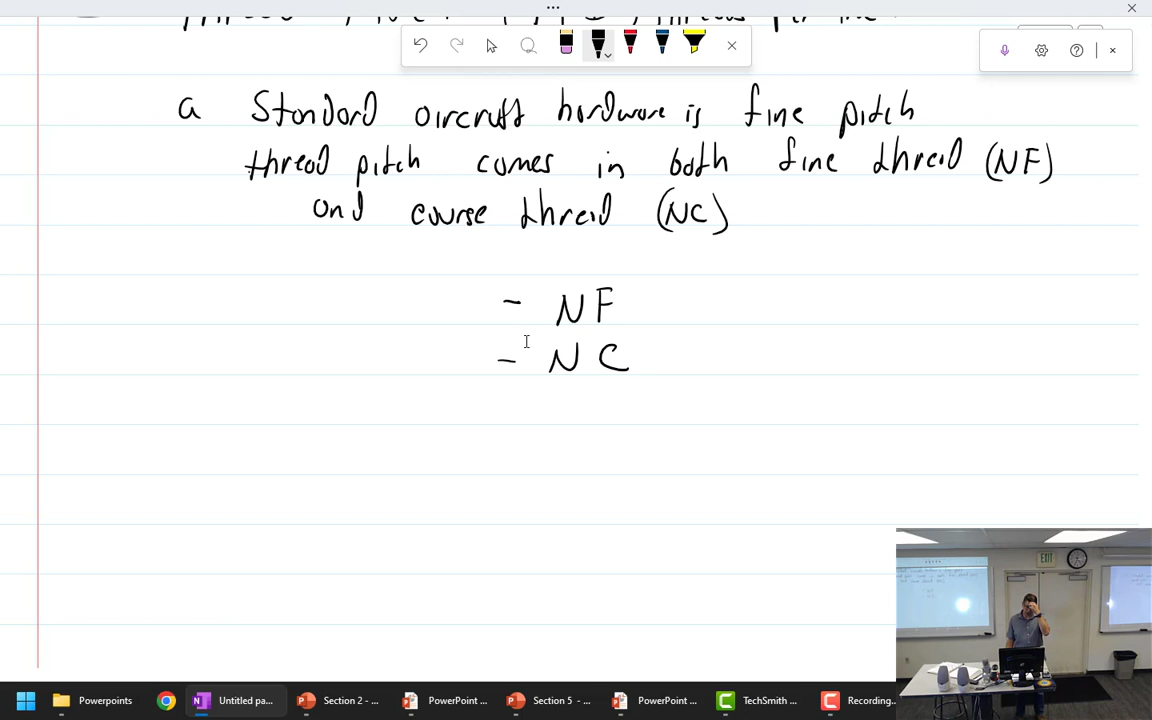 a Standard aircraft hardware is fine pitch
thread pitch comes in both fine thread (NF)
and course thread (NC)
- NF
- NC
EXIT
Powerpoints
Untitled pa...
Section 2 - ...
PowerPoint ...
Section 5 - ...
PowerPoint ...
TechSmith ...
Recording...